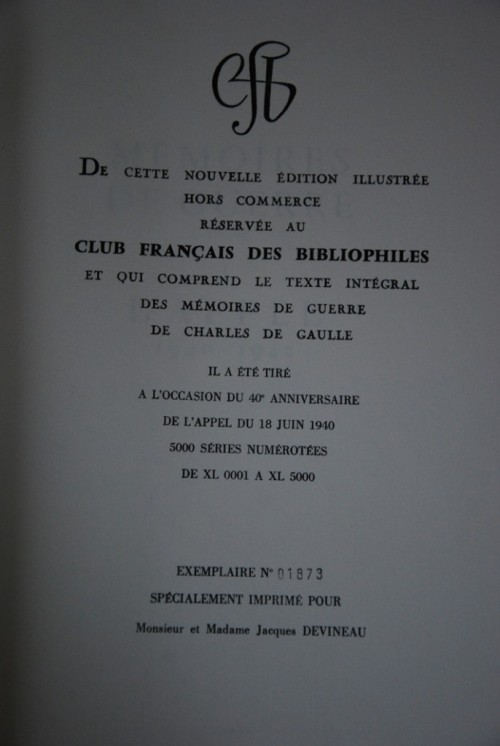 Cfb
DE CETTE NOUVELLE ÉDITION ILLUSTRÉE
HORS COMMERCE
RÉSERVÉE AU
CLUB FRANÇAIS DES BIBLIOPHILES
ET QUI COMPREND LE TEXTE INTÉGRAL
DES MÉMOIRES DE GUERRE
DE CHARLES DE GAULLE
IL A ÉTÉ TIRÉ
A L'OCCASION DU 40e ANNIVERSAIRE
DE L'APPEL DU 18 JUIN 1940
5000 SÉRIES NUMÉROTÉES
DE XL 0001 A XL 5000
EXEMPLAIRE N° 01873
SPÉCIALEMENT IMPRIMÉ POUR
Monsieur et Madame Jacques DEVINEAU